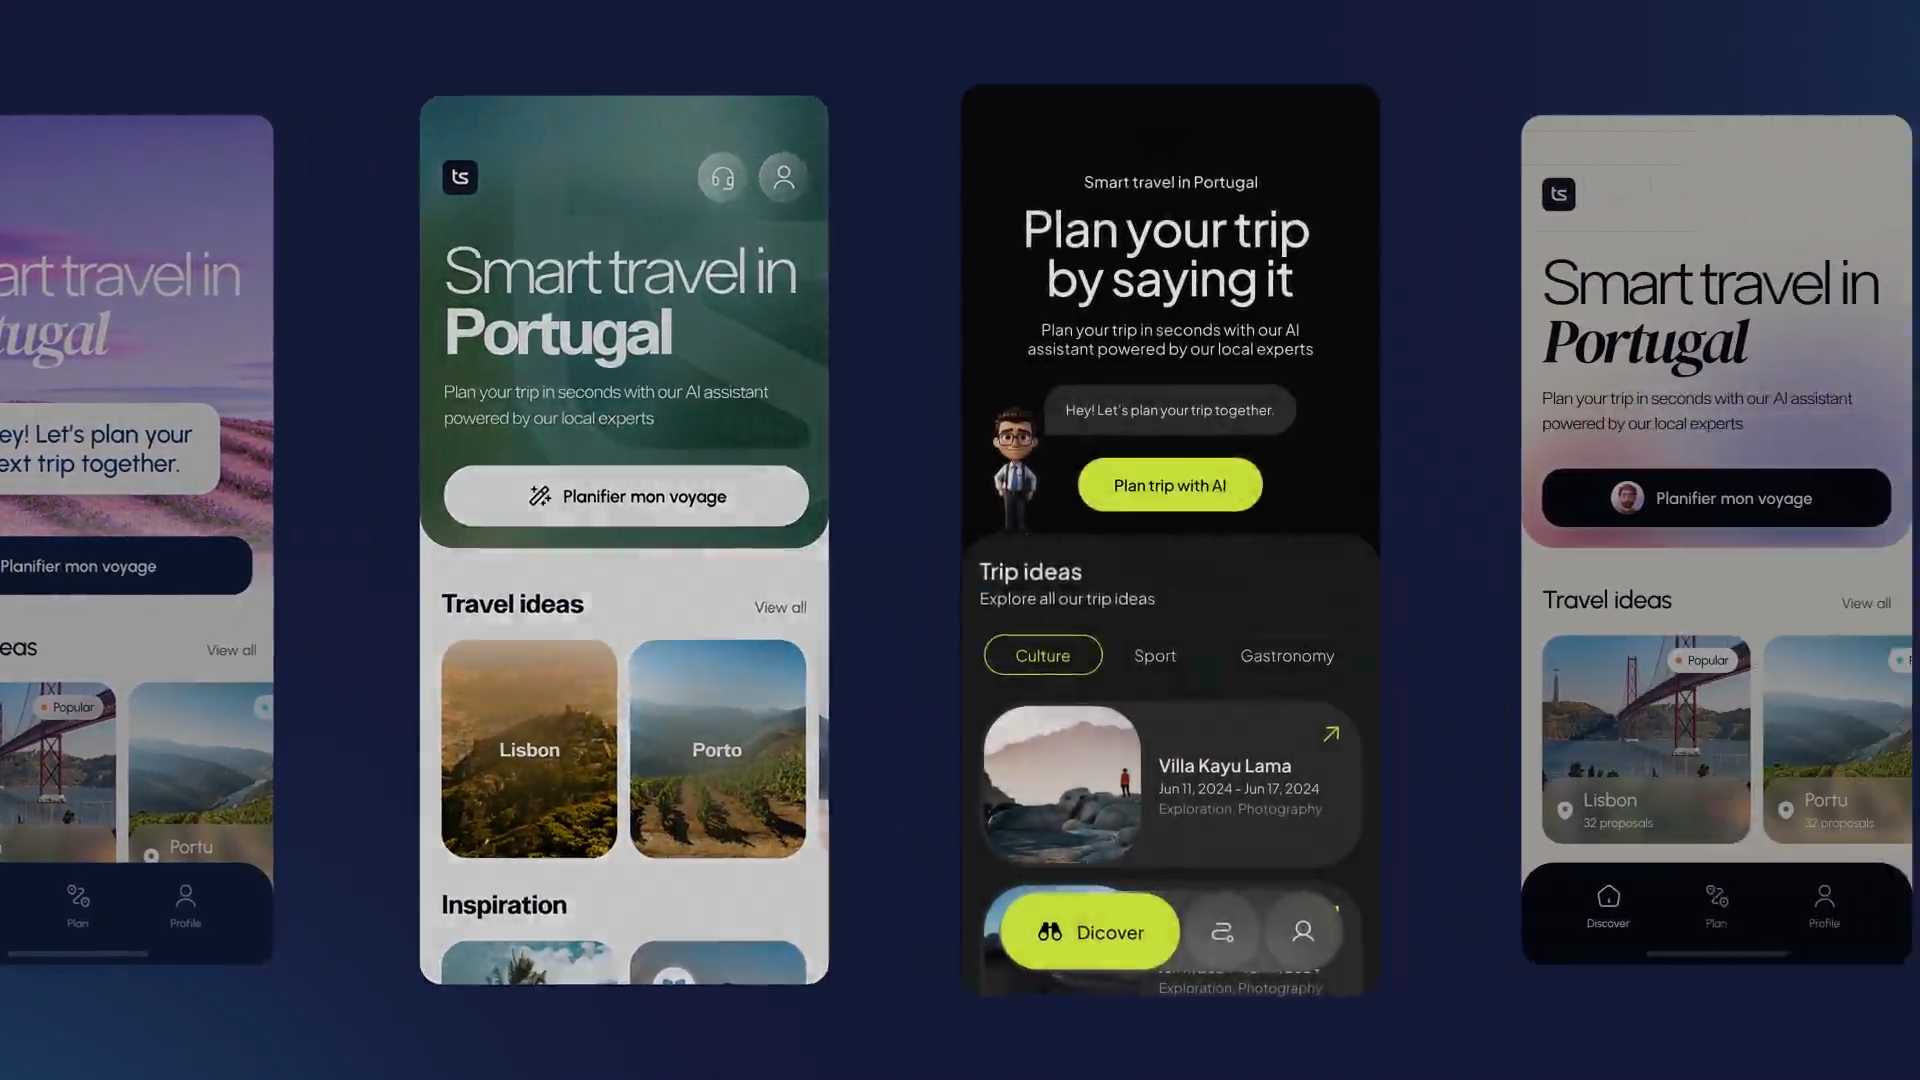 art travel in
tugal
ey! Let's plan your
ext trip together.
Planifier mon voyage
eas
View all
Popular
Portu
Plan
Profile
ts
Smart travel in
Portugal
Plan your trip in seconds with our AI assistant
powered by our local experts
Planifier mon voyage
Travel ideas
View all
Lisbon
Porto
Inspiration
Smart travel in Portugal
Plan your trip
by saying it
Plan your trip in seconds with our AI
assistant powered by our local experts
Hey! Let's plan your trip together.
Plan trip with AI
Trip ideas
Explore all our trip ideas
Culture
Sport
Gastronomy
Villa Kayu Lama
Jun 11, 2024 - Jun 17, 2024
Exploration, Photography
Dicover
Exploration, Photography
ts
Smart travel in
Portugal
Plan your trip in seconds with our AI assistant
powered by our local experts
Planifier mon voyage
Travel ideas
View all
Popular
Lisbon
32 proposals
Portu
32 proposals
Discover
Plan
Profile